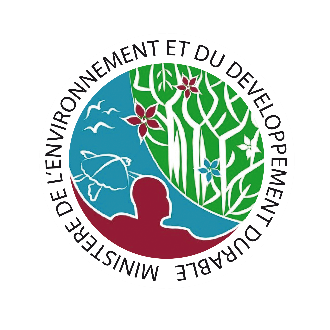 MINISTERE DE L'ENVIRONNEMENT ET DU DEVELOPPEMENT DURABLE